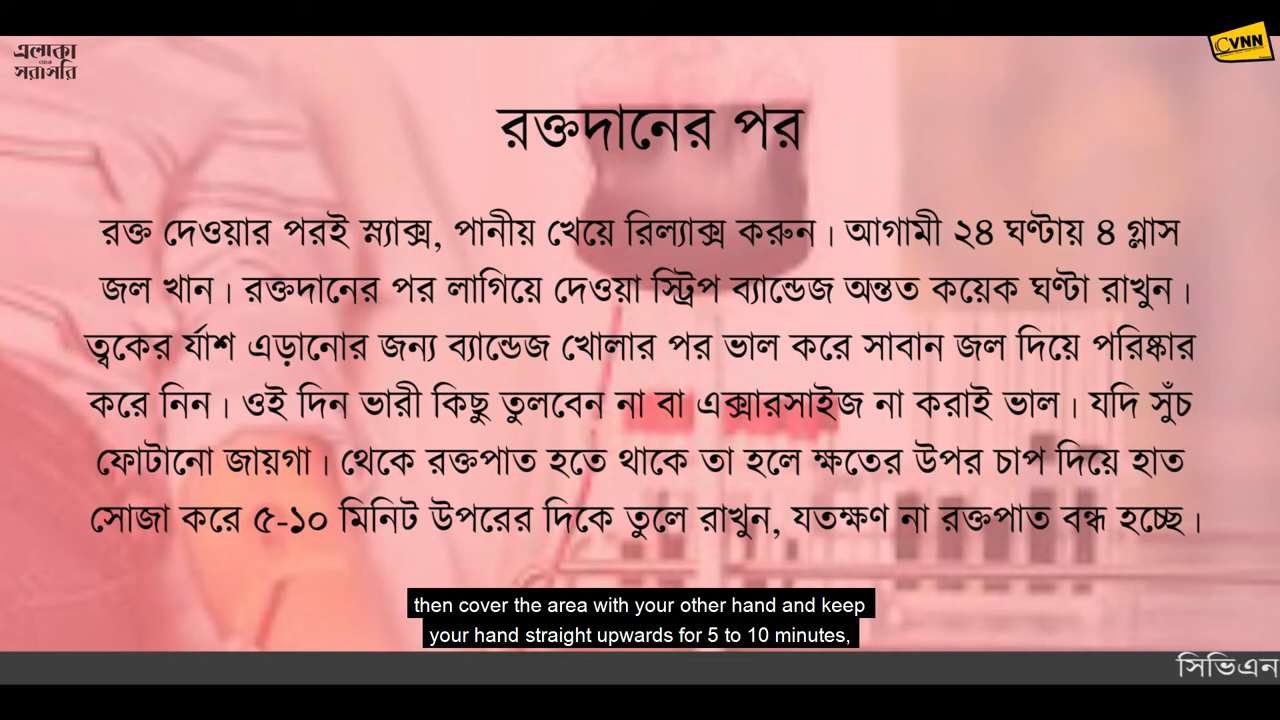 এলাকা
সরাসরি
CVNN
রক্তদানের পর
রক্ত দেওয়ার পরই স্ন্যাক্স, পানীয় খেয়ে রিল্যাক্স করুন। আগামী ২৪ ঘণ্টায় ৪ গ্লাস
জল খান। রক্তদানের পর লাগিয়ে দেওয়া স্ট্রিপ ব্যান্ডেজ অন্তত কয়েক ঘণ্টা রাখুন।
ত্বকের র্যাশ এড়ানোর জন্য ব্যান্ডেজ খোলার পর ভাল করে সাবান জল দিয়ে পরিষ্কার
করে নিন। ওই দিন ভারী কিছু তুলবেন না বা এক্সারসাইজ না করাই ভাল। যদি সুঁচ
ফোটানো জায়গা। থেকে রক্তপাত হতে থাকে তা হলে ক্ষতের উপর চাপ দিয়ে হাত
সোজা করে ৫-১০ মিনিট উপরের দিকে তুলে রাখুন, যতক্ষণ না রক্তপাত বন্ধ হচ্ছে।
then cover the area with your other hand and keep
your hand straight upwards for 5 to 10 minutes,
সিভিএন